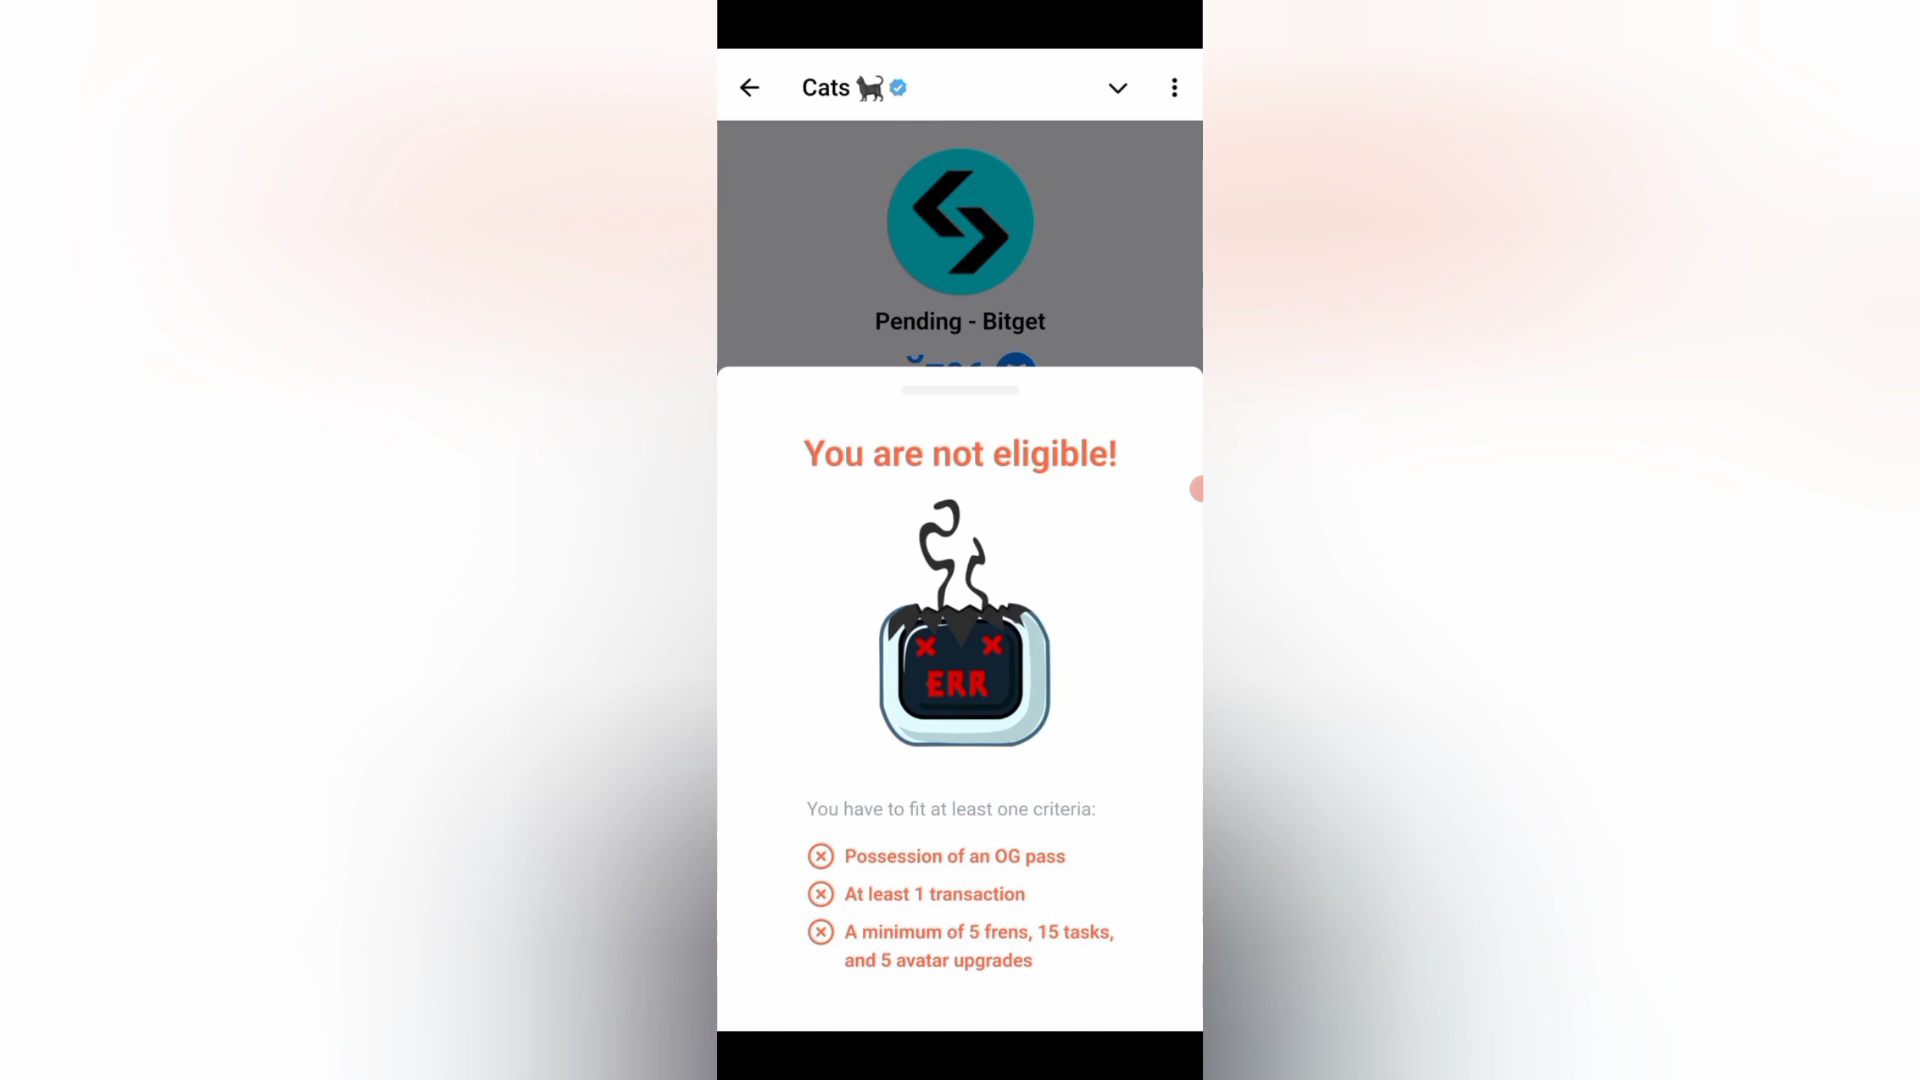 Cats
Pending - Bitget
You are not eligible!
ERR
You have to fit at least one criteria:
Possession of an OG pass
At least 1 transaction
A minimum of 5 frens, 15 tasks,
and 5 avatar upgrades